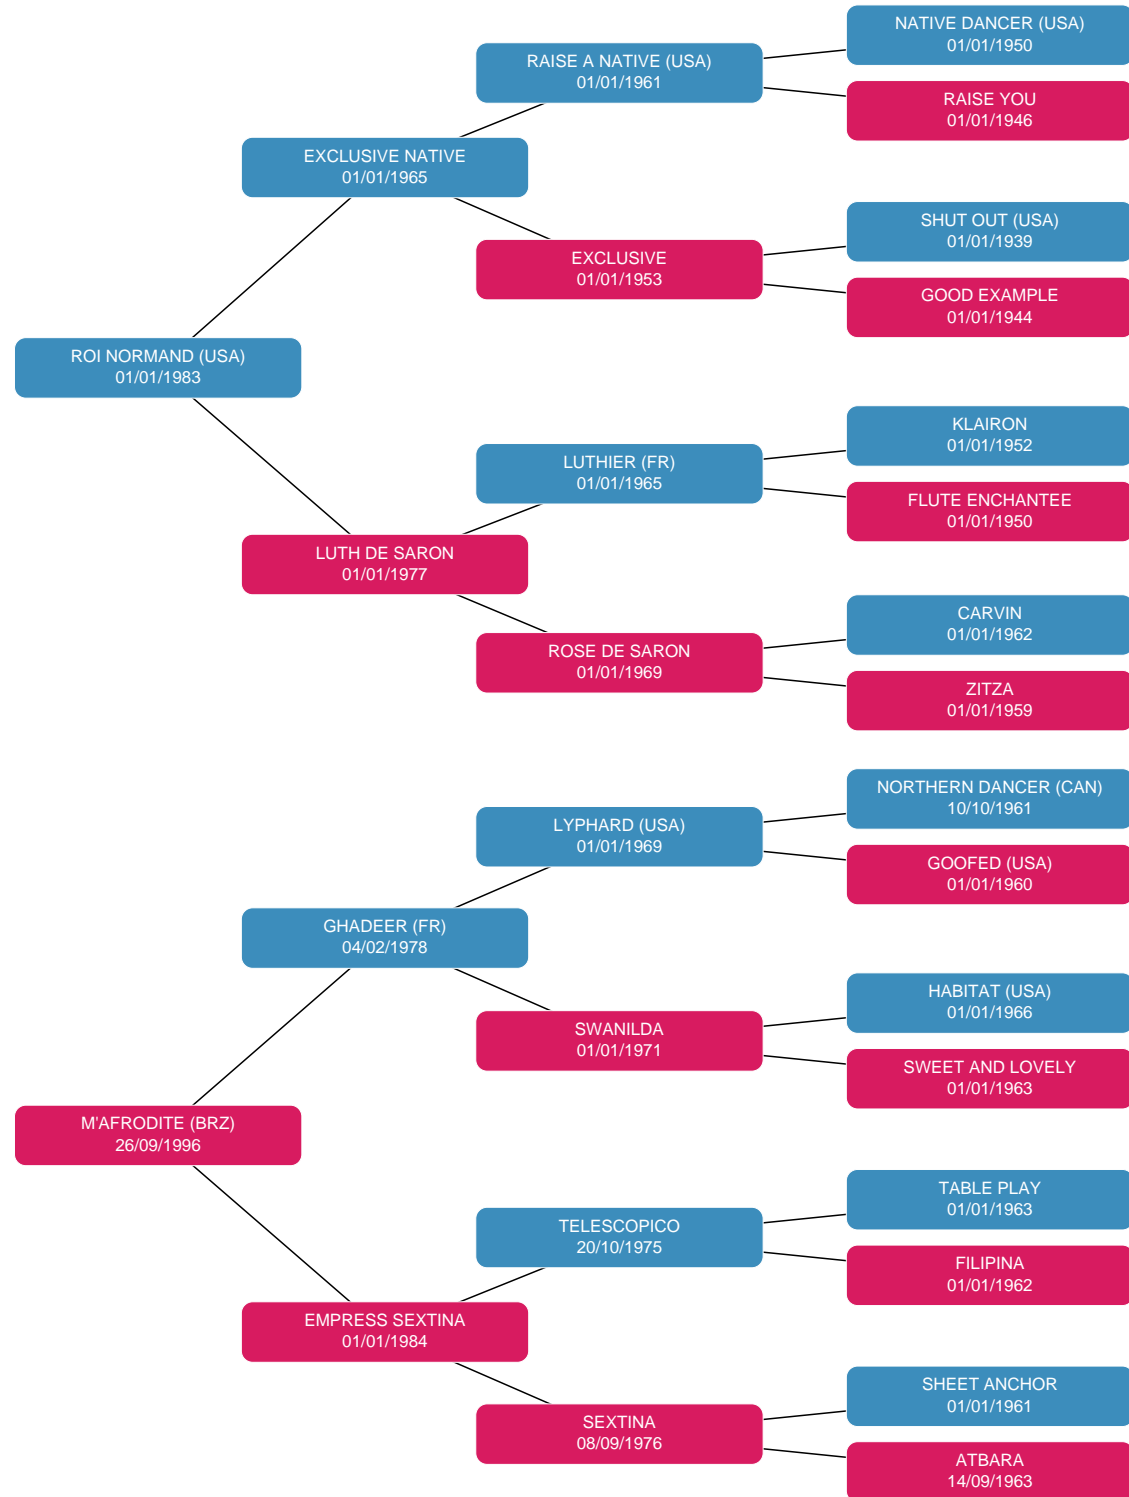 NATIVE DANCER (USA)
01/01/1950
RAISE A NATIVE (USA)
01/01/1961
RAISE YOU
01/01/1946
EXCLUSIVE NATIVE
01/01/1965
SHUT OUT (USA)
01/01/1939
EXCLUSIVE
01/01/1953
GOOD EXAMPLE
01/01/1944
ROI NORMAND (USA)
01/01/1983
KLAIRON
01/01/1952
LUTHIER (FR)
01/01/1965
FLUTE ENCHANTEE
01/01/1950
LUTH DE SARON
01/01/1977
CARVIN
01/01/1962
ROSE DE SARON
01/01/1969
ZITZA
01/01/1959
NORTHERN DANCER (CAN)
10/10/1961
LYPHARD (USA)
01/01/1969
GOOFED (USA)
01/01/1960
GHADEER (FR)
04/02/1978
HABITAT (USA)
01/01/1966
SWANILDA
01/01/1971
SWEET AND LOVELY
01/01/1963
M'AFRODITE (BRZ)
26/09/1996
TABLE PLAY
01/01/1963
TELESCOPICO
20/10/1975
FILIPINA
01/01/1962
EMPRESS SEXTINA
01/01/1984
SHEET ANCHOR
01/01/1961
SEXTINA
08/09/1976
ATBARA
14/09/1963